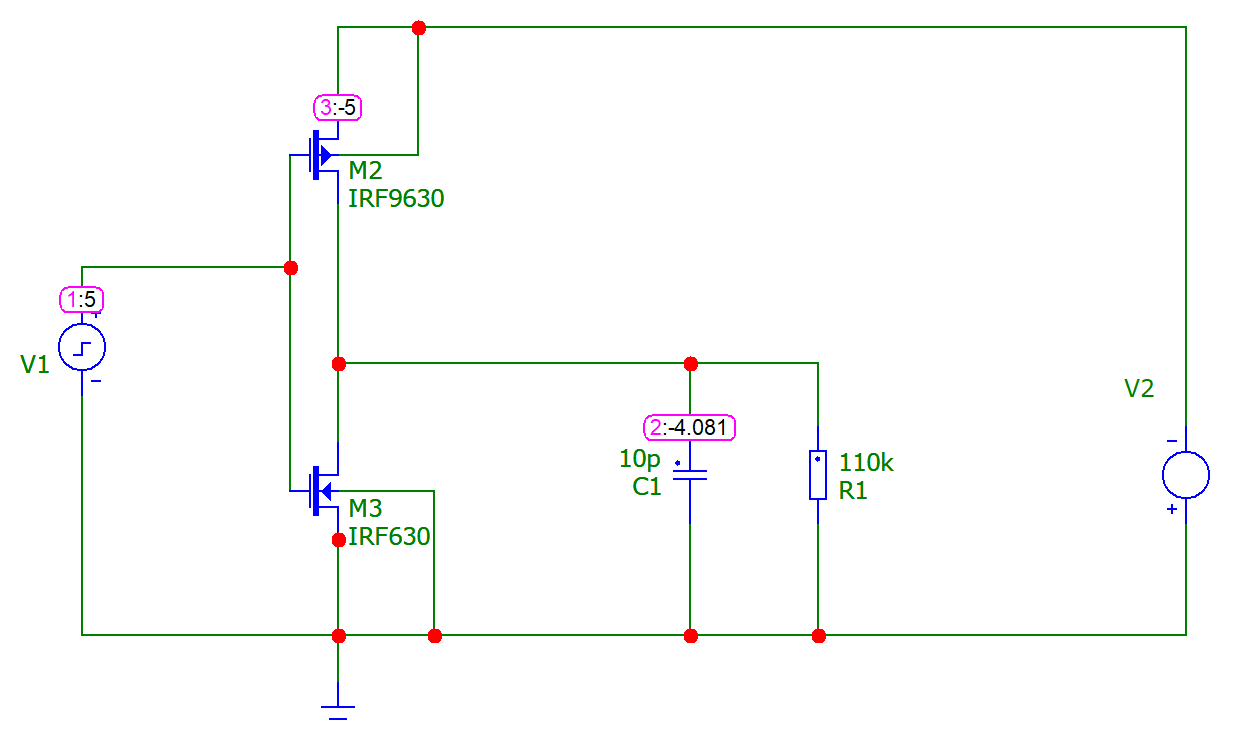 3:-5
M2
IRF9630
1:5
+
V1
-
V2
-
2:-4.081
10p
C1
110k
R1
M3
IRF630
+